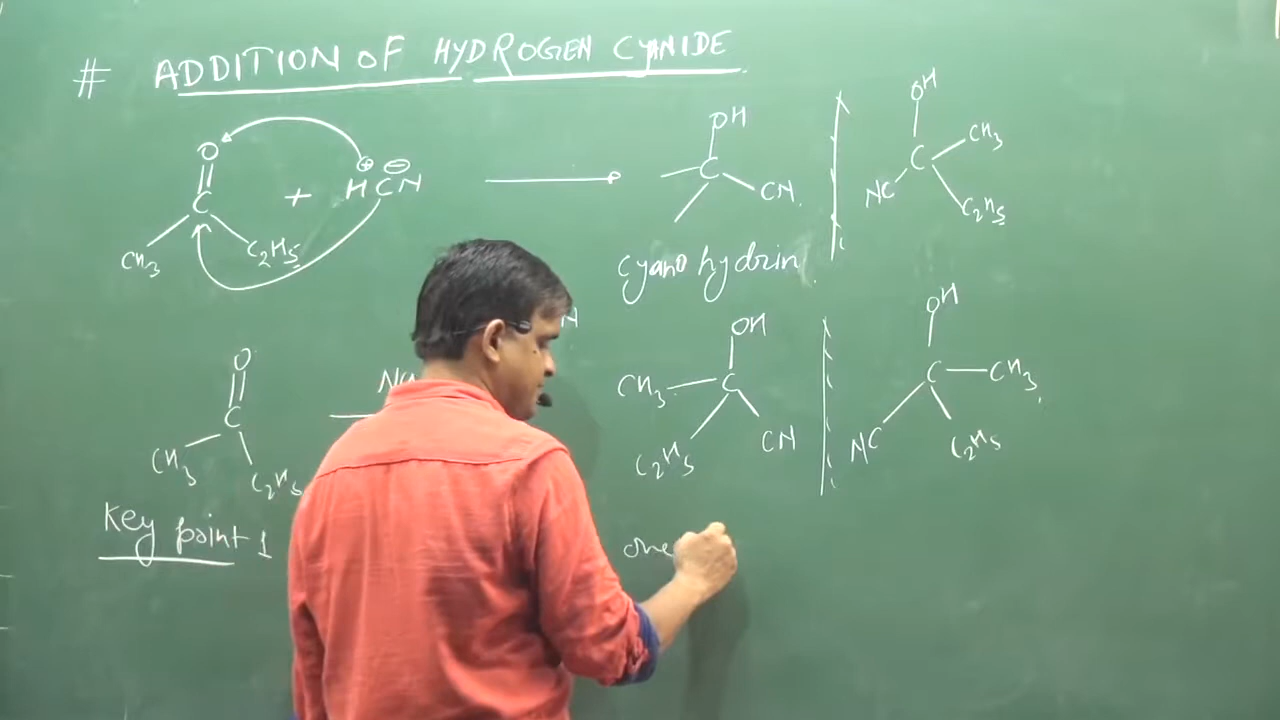 # ADDITION OF HYDROGEN CYANIDE
O
C
CH3 C2H5
+
⊕ ⊖
HCN
OH
C
CN
OH
C
CH3
NC
C2H5
Cyano hydrin
O
C
CH3
C2H5
N
OH
CH3 C
C2H5 CN
OH
C CH3
NC C2H5
Key point 1
one